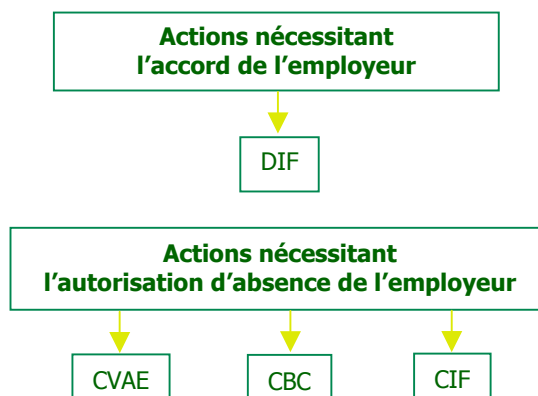 Actions nécessitant
l’accord de l’employeur
DIF
Actions nécessitant
l’autorisation d’absence de l’employeur
CVAE CBC CIF